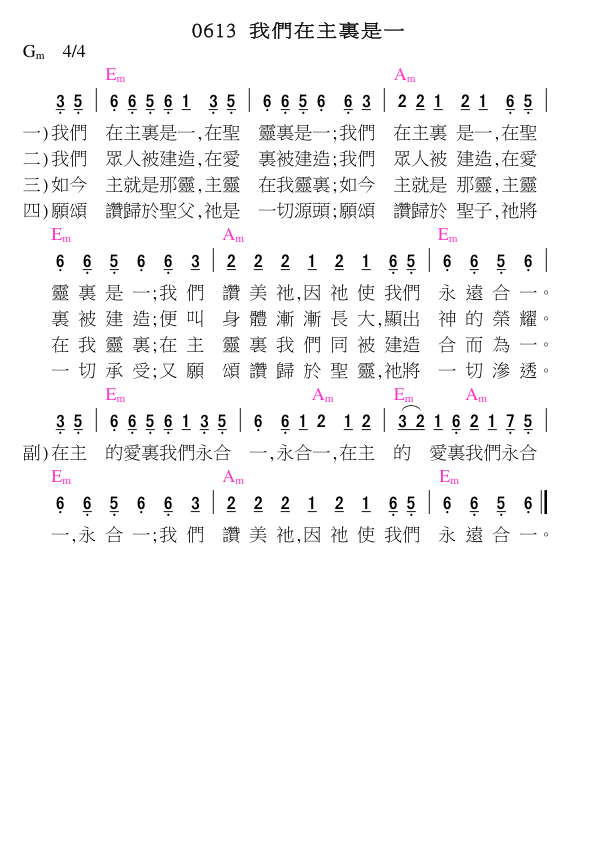 0613 我們在主裏是一
Gm 4/4
Em Am
3 5 | 6 6 5 6 1 3 5 | 6 6 5 6 6 3 | 2 2 1 2 1 6 5 |
一)我們 在主裏是一,在聖 靈裏是一;我們 在主裏 是一,在聖
二)我們 眾人被建造,在愛 裏被建造;我們 眾人被 建造,在愛
三)如今 主就是那靈,主靈 在我靈裏;如今 主就是 那靈,主靈
四)願頌 讚歸於聖父,祂是 一切源頭;願頌 讚歸於 聖子,祂將
Em Am Em
6 6 5 6 6 3 | 2 2 2 1 2 1 6 5 | 6 6 5 6 |
靈裏是一;我們 讚美祂,因祂使我們 永遠合一。
裏被建造;便叫 身體漸漸長大,顯出 神的榮耀。
在我靈裏;在主 靈裏我們同被建造 合而為一。
一切承受;又願 頌讚歸於聖靈,祂將 一切滲透。
Em Am Em Am
3 5 | 6 6 5 6 1 3 5 | 6 6 1 2 1 2 | 3 2 1 6 2 1 7 5 |
副)在主 的愛裏我們永合 一,永合一,在主 的 愛裏我們永合
Em Am Em
6 6 5 6 6 3 | 2 2 2 1 2 1 6 5 | 6 6 5 6 ‖
一,永合一;我們 讚美祂,因祂使我們 永遠合一。